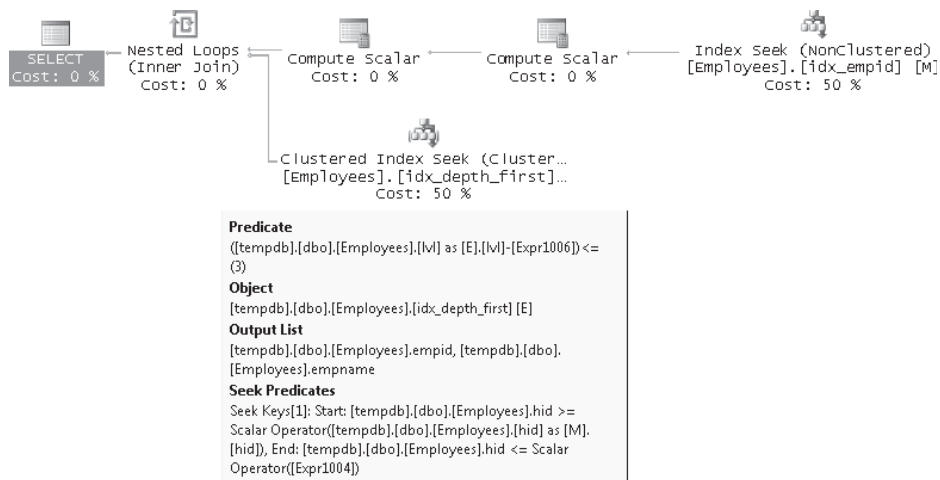 SELECT
Cost: 0 %
Nested Loops
(Inner Join)
Cost: 0 %
Compute Scalar
Cost: 0 %
Compute Scalar
Cost: 0 %
Index Seek (NonClustered)
[Employees].[idx_empid] [M]
Cost: 50 %
Clustered Index Seek (Cluster…
[Employees].[idx_depth_first]…
Cost: 50 %
Predicate
([tempdb].[dbo].[Employees].[lvl] as [E].[lvl]-[Expr1006])<=
(3)
Object
[tempdb].[dbo].[Employees].[idx_depth_first] [E]
Output List
[tempdb].[dbo].[Employees].empid, [tempdb].[dbo].
[Employees].empname
Seek Predicates
Seek Keys[1]: Start: [tempdb].[dbo].[Employees].hid >=
Scalar Operator([tempdb].[dbo].[Employees].[hid] as [M].
[hid]), End: [tempdb].[dbo].[Employees].hid <= Scalar
Operator([Expr1004])